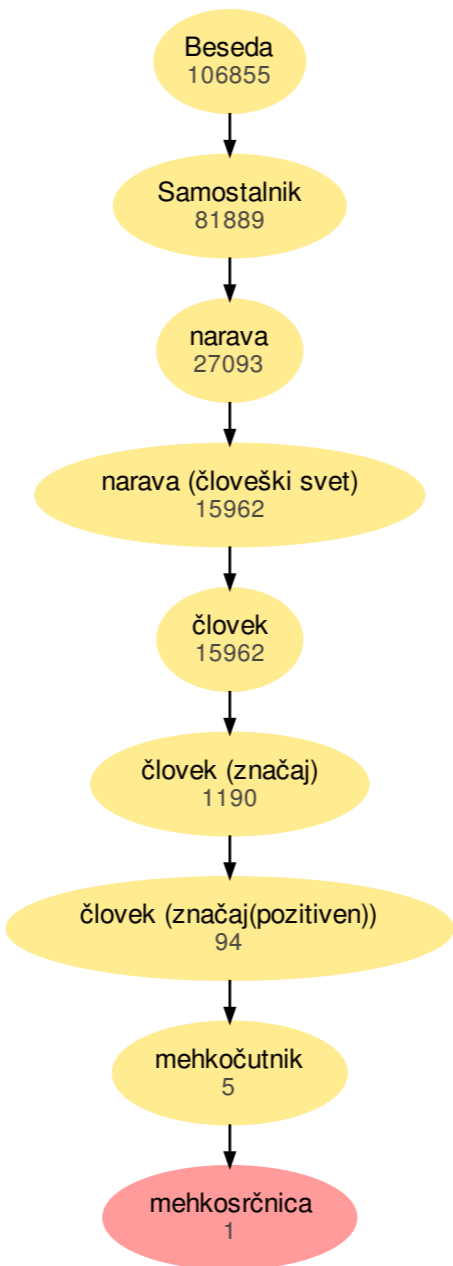 Beseda
106855
Samostalnik
81889
narava
27093
narava (človeški svet)
15962
človek
15962
človek (značaj)
1190
človek (značaj(pozitiven))
94
mehkočutnik
5
mehkosrčnica
1